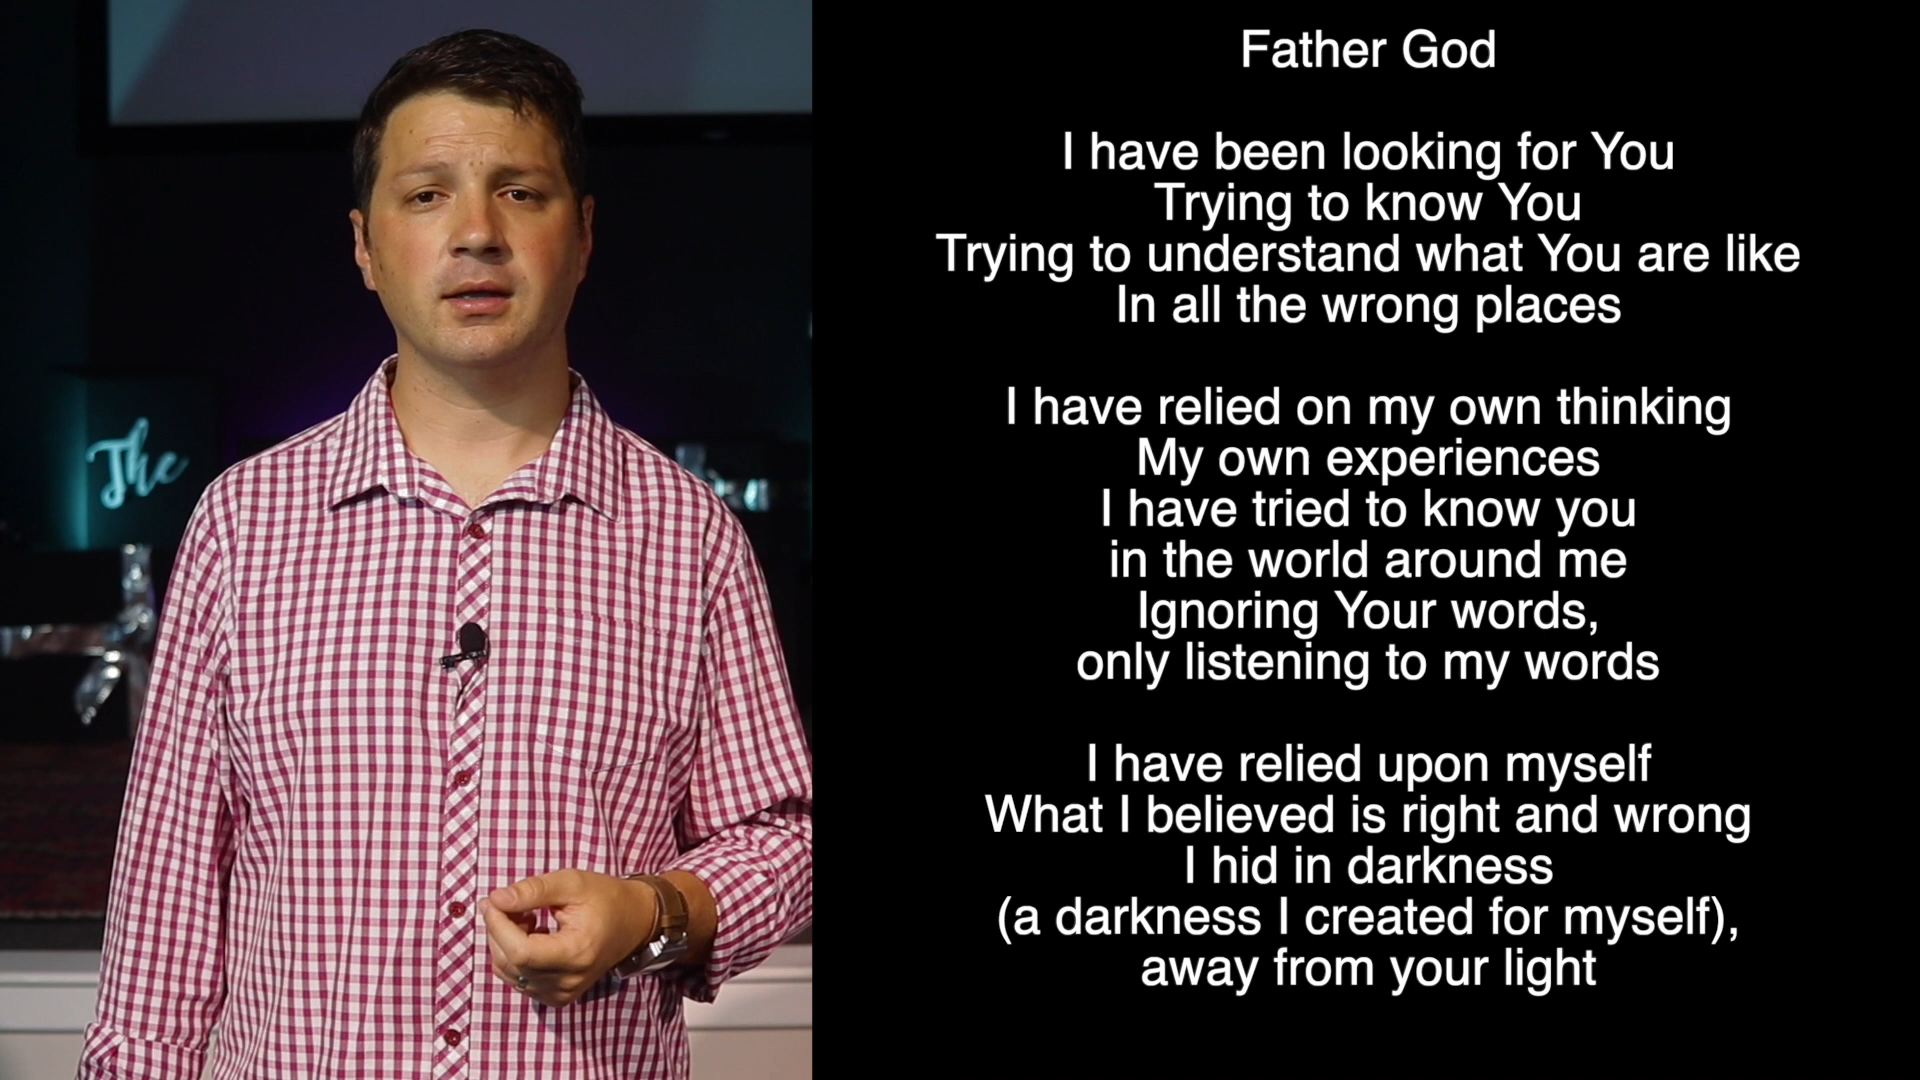 The
Father God
I have been looking for You
Trying to know You
Trying to understand what You are like
In all the wrong places
I have relied on my own thinking
My own experiences
I have tried to know you
in the world around me
Ignoring Your words,
only listening to my words
I have relied upon myself
What I believed is right and wrong
I hid in darkness
(a darkness I created for myself),
away from your light